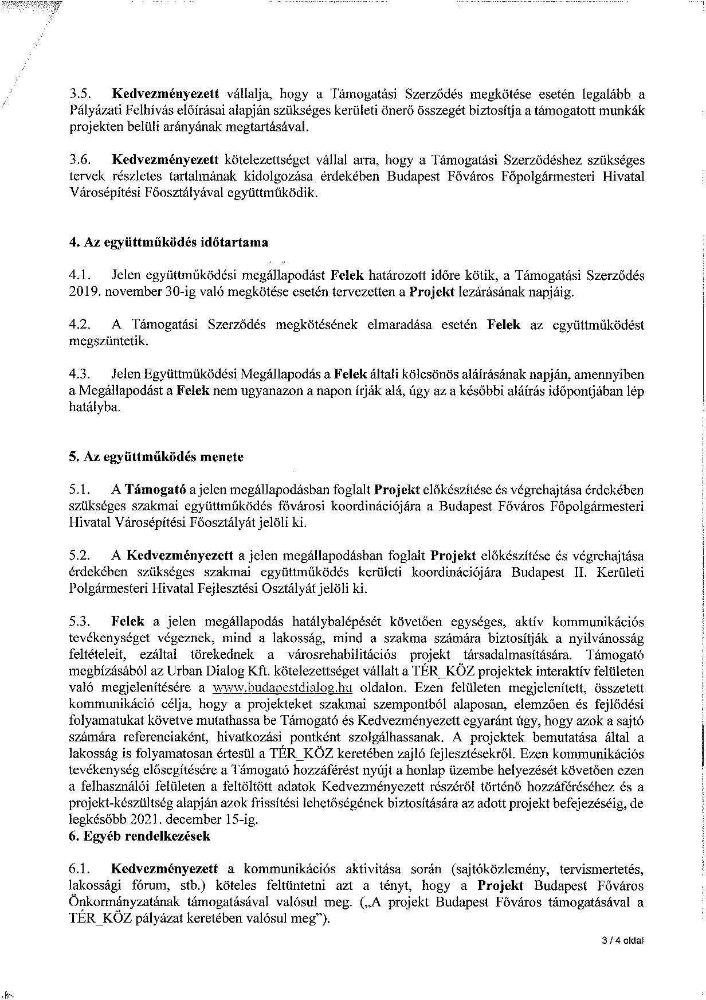 3.5. Kedvezményezett vállalja, hogy a Támogatási Szerződés megkötése esetén legalább a
Pályázati Felhívás előírásai alapján szükséges kerületi önerő összegét biztosítja a támogatott munkák
projekten belüli arányának megtartásával.
3.6. Kedvezményezett kötelezettséget vállal arra, hogy a Támogatási Szerződéshez szükséges
tervek részletes tartalmának kidolgozása érdekében Budapest Főváros Főpolgármesteri Hivatal
Városépítési Főosztályával együttműködik.
4. Az együttműködés időtartama
4.1. Jelen együttműködési megállapodást Felek határozott időre kötik, a Támogatási Szerződés
2019. november 30-ig való megkötése esetén tervezetten a Projekt lezárásának napjáig.
4.2. A Támogatási Szerződés megkötésének elmaradása esetén Felek az együttműködést
megszüntetik.
4.3. Jelen Együttműködési Megállapodás a Felek általi kölcsönös aláírásának napján, amennyiben
a Megállapodást a Felek nem ugyanazon a napon írják alá, úgy az a későbbi aláírás időpontjában lép
hatályba.
5. Az együttműködés menete
5.1. A Támogató a jelen megállapodásban foglalt Projekt előkészítése és végrehajtása érdekében
szükséges szakmai együttműködés fővárosi koordinációjára a Budapest Főváros Főpolgármesteri
Hivatal Városépítési Főosztályát jelöli ki.
5.2. A Kedvezményezett a jelen megállapodásban foglalt Projekt előkészítése és végrehajtása
érdekében szükséges szakmai együttműködés kerületi koordinációjára Budapest II. Kerületi
Polgármesteri Hivatal Fejlesztési Osztályát jelöli ki.
5.3. Felek a jelen megállapodás hatálybalépését követően egységes, aktív kommunikációs
tevékenységet végeznek, mind a lakosság, mind a szakma számára biztosítják a nyilvánosság
feltételeit, ezáltal törekednek a városrehabilitációs projekt társadalmasítására. Támogató
megbízásából az Urban Dialog Kft. kötelezettséget vállalt a TÉR_KÖZ projektek interaktív felületen
való megjelenítésére a www.budapestdialog.hu oldalon. Ezen felületen megjelenített, összetett
kommunikáció célja, hogy a projekteket szakmai szempontból alaposan, elemzően és fejlődési
folyamatukat követve mutathassa be Támogató és Kedvezményezett egyaránt úgy, hogy azok a sajtó
számára referenciaként, hivatkozási pontként szolgálhassanak. A projektek bemutatása által a
lakosság is folyamatosan értesül a TÉR_KÖZ keretében zajló fejlesztésekről. Ezen kommunikációs
tevékenység elősegítésére a Támogató hozzáférést nyújt a honlap üzembe helyezését követően ezen
a felhasználói felületen a feltöltött adatok Kedvezményezett részéről történő hozzáféréséhez és a
projekt-készültség alapján azok frissítési lehetőségének biztosítására az adott projekt befejezéséig, de
legkésőbb 2021. december 15-ig.
6. Egyéb rendelkezések
6.1. Kedvezményezett a kommunikációs aktivitása során (sajtóközlemény, tervismertetés,
lakossági fórum, stb.) köteles feltüntetni azt a tényt, hogy a Projekt Budapest Főváros
Önkormányzatának támogatásával valósul meg. („A projekt Budapest Főváros támogatásával a
TÉR_KÖZ pályázat keretében valósul meg”).
3 / 4 oldal